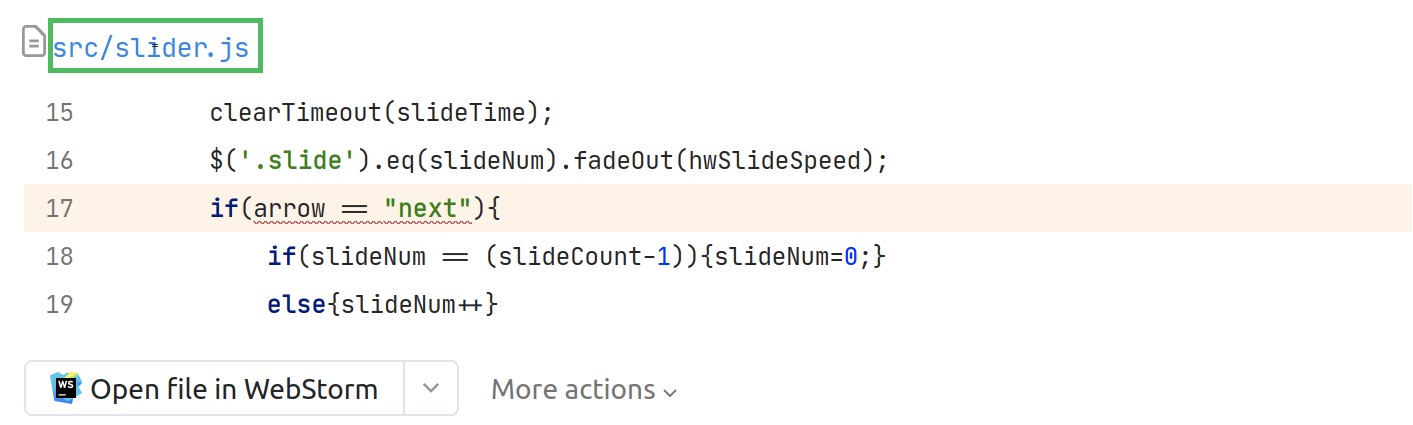 src/slider.js
15 clearTimeout(slideTime);
16 $('.slide').eq(slideNum).fadeOut(hwSlideSpeed);
17 if(arrow == "next"){
18 if(slideNum == (slideCount-1)){slideNum=0;}
19 else{slideNum++}
WS Open file in WebStorm More actions